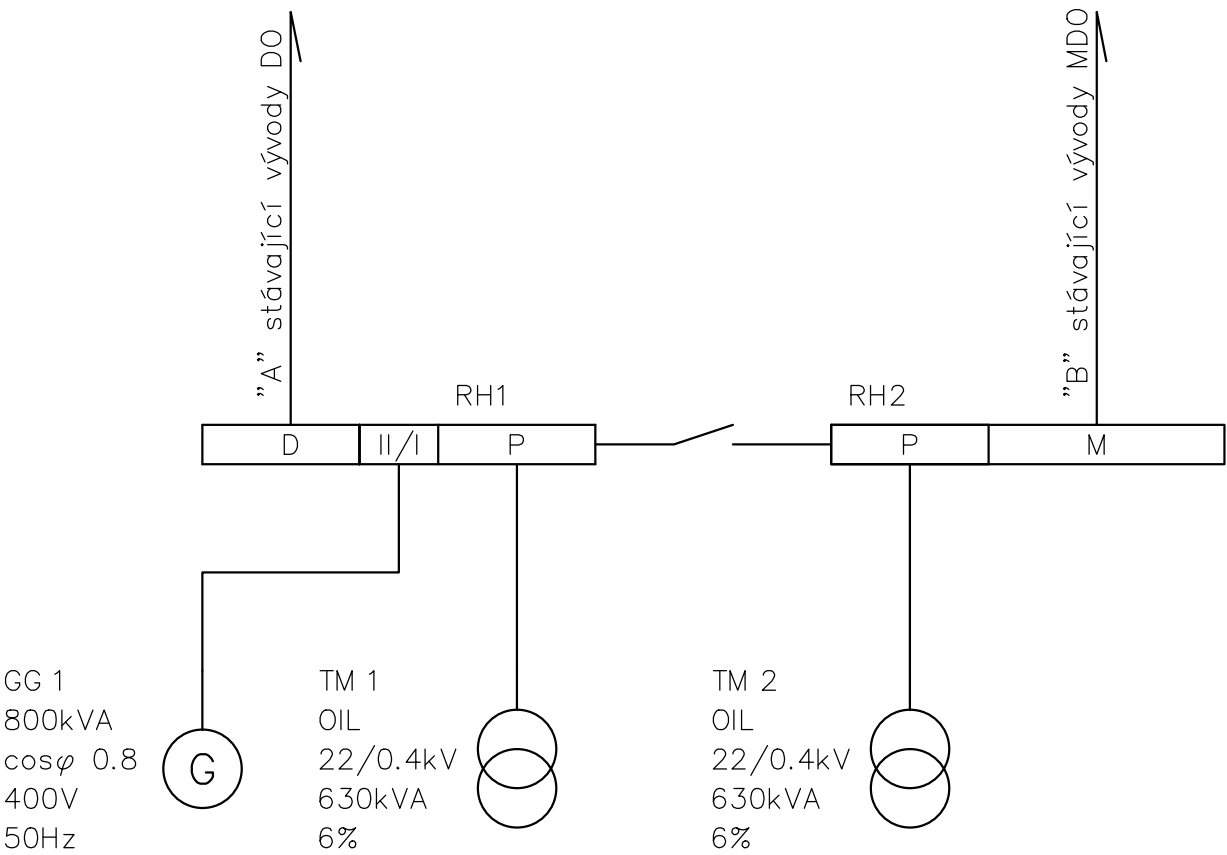 "A" stávající vývody DO
"B" stávající vývody MDO
RH1
RH2
D
II/I
P
P
M
GG 1
800kVA
cosφ 0.8
400V
50Hz
G
TM 1
OIL
22/0.4kV
630kVA
6%
TM 2
OIL
22/0.4kV
630kVA
6%